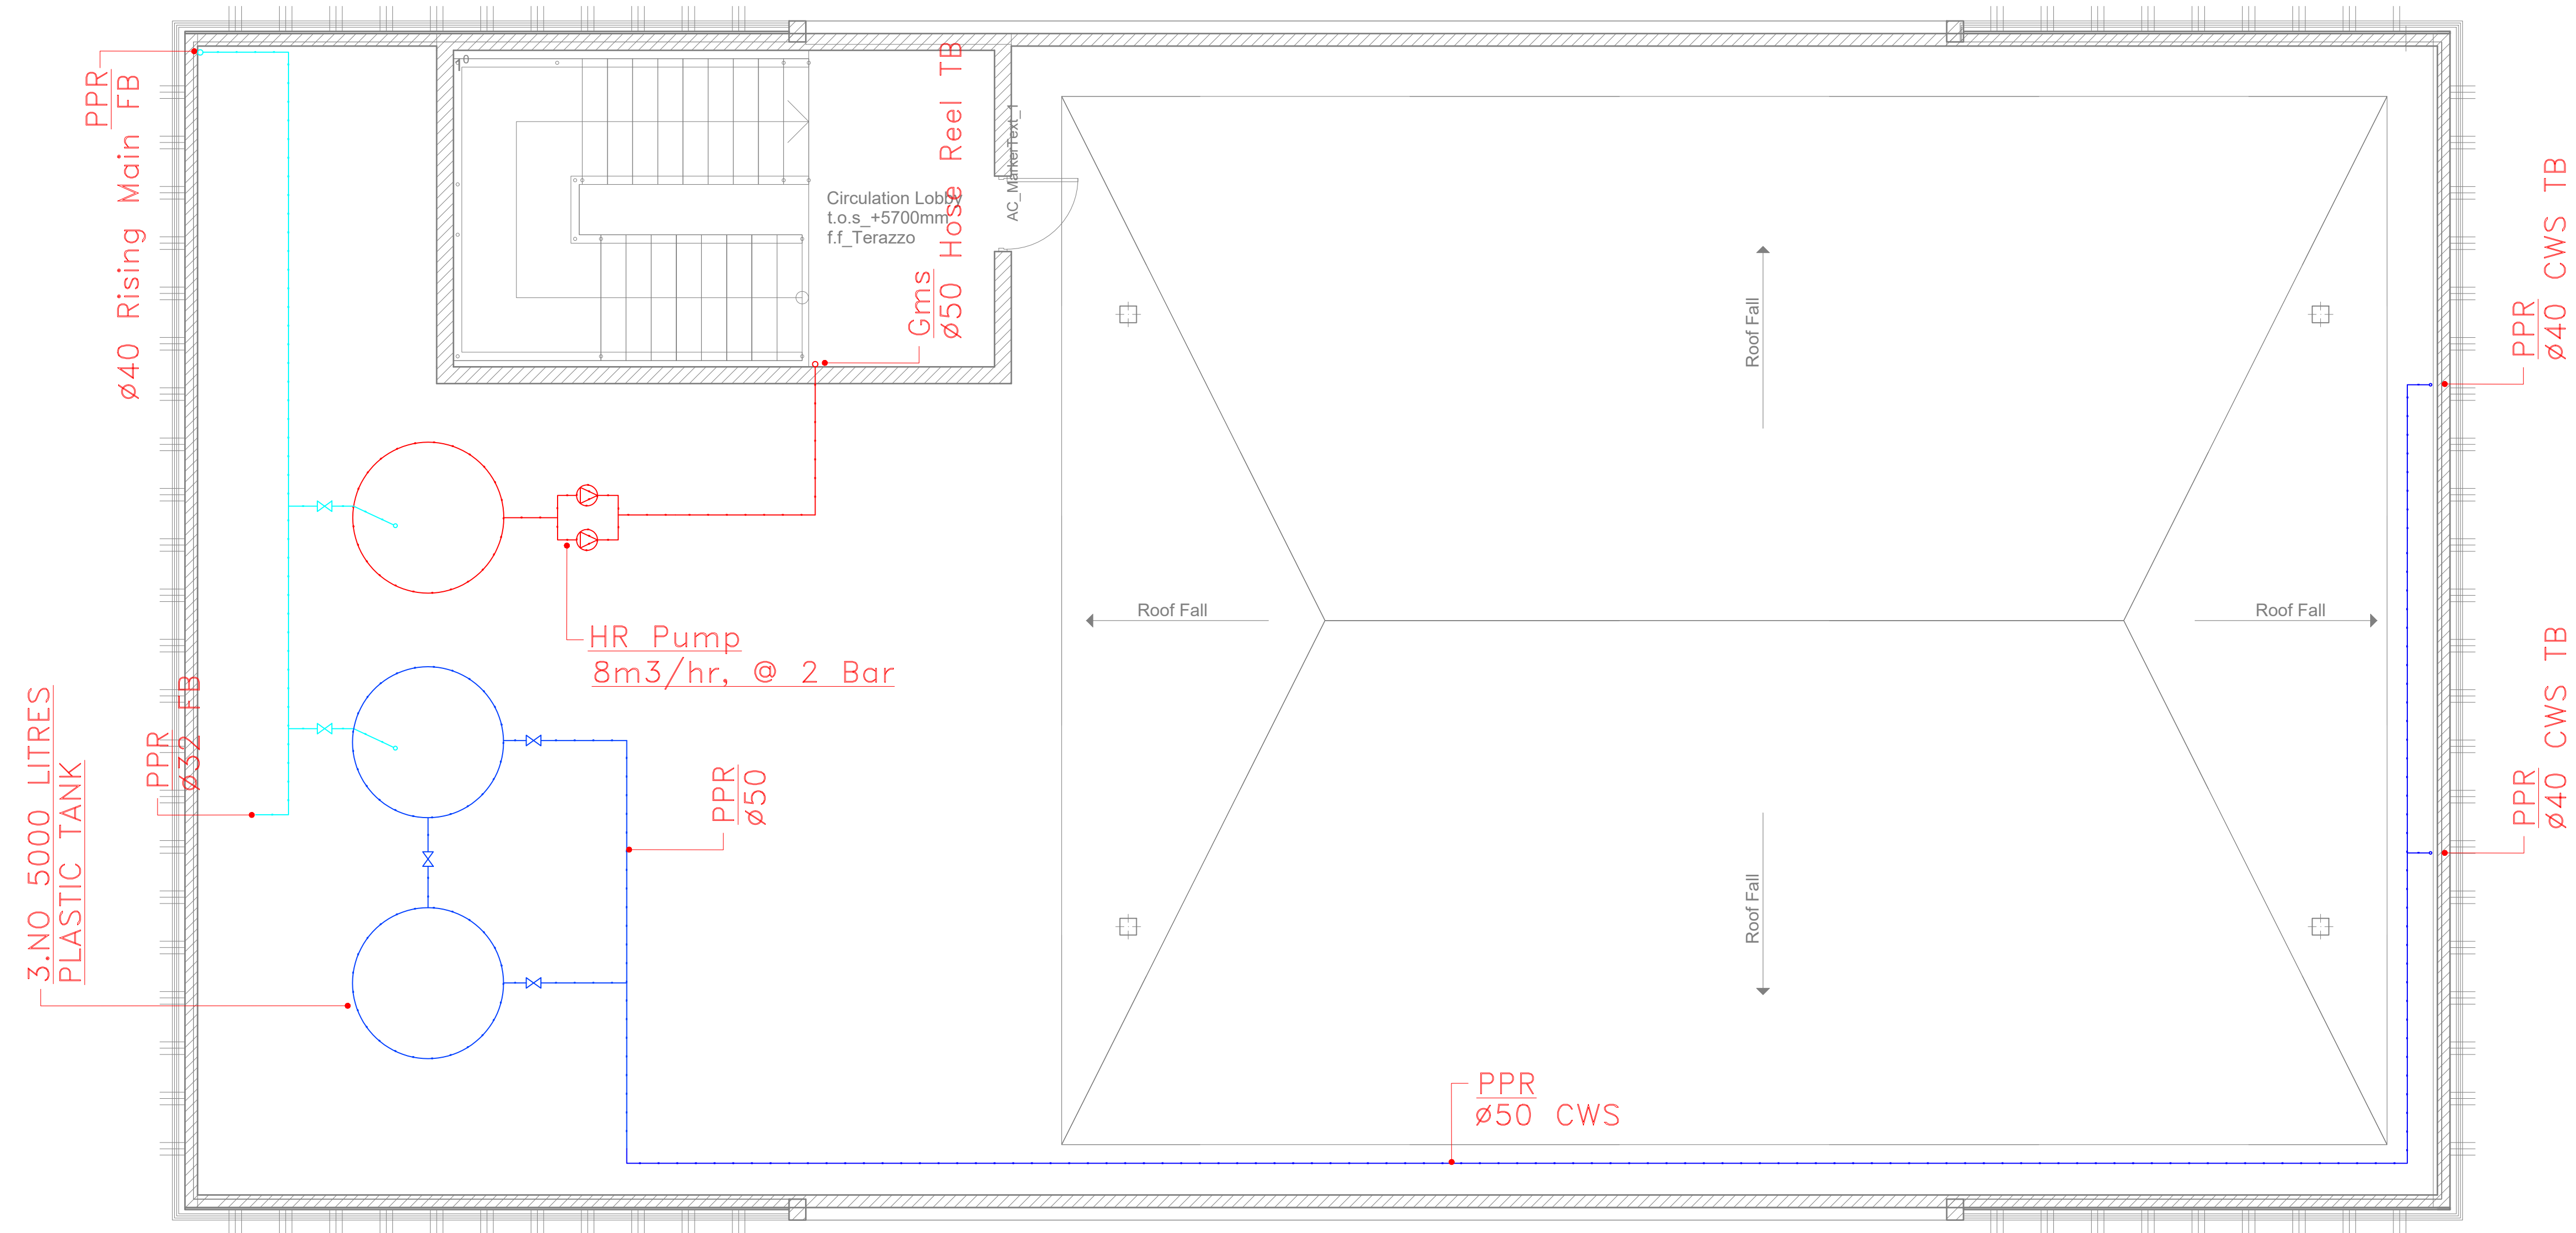 PPR
ø40 Rising Main FB
10
Circulation Lobby
t.o.s_+5700mm
f.f_Terazzo
Gms
ø50 Hose Reel TB
AC_MarkerText_1
Roof Fall
Roof Fall
Roof Fall
Roof Fall
PPR
ø40 CWS TB
PPR
ø40 CWS TB
HR Pump
8m3/hr, @ 2 Bar
3.NO 5000 LITRES
PLASTIC TANK
PPR
ø32 FB
PPR
ø50
PPR
ø50 CWS